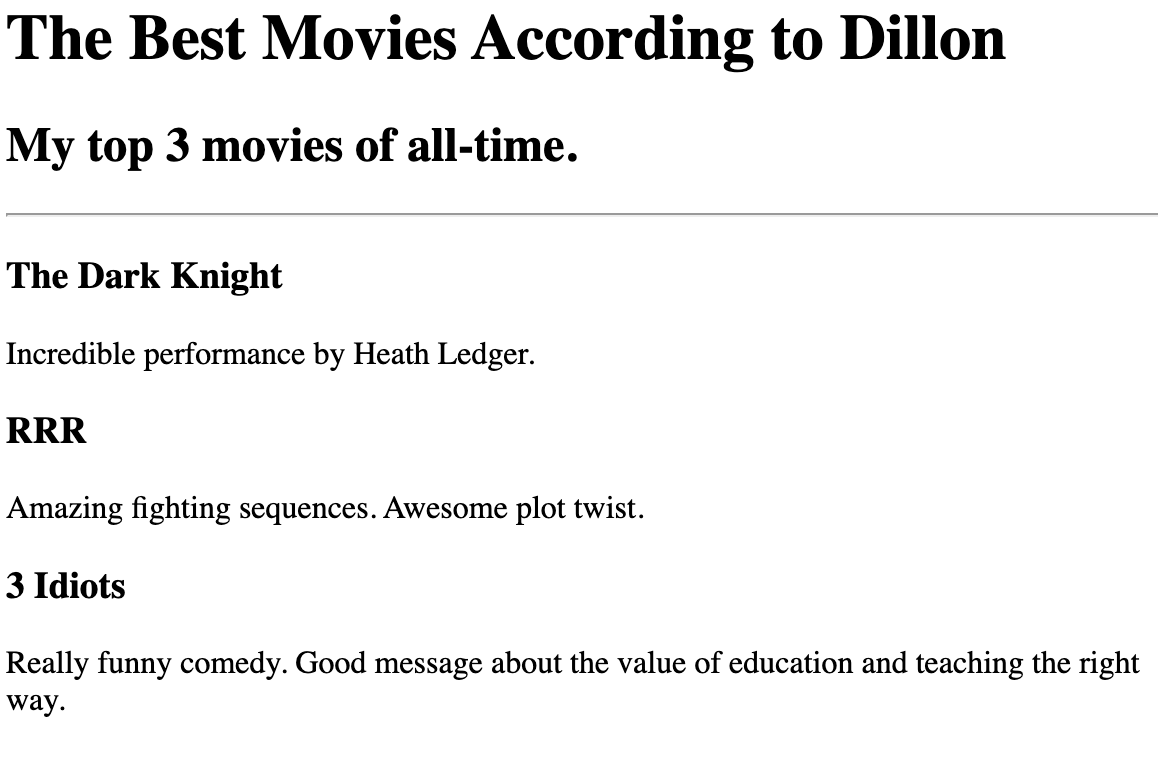 The Best Movies According to Dillon
My top 3 movies of all-time.
The Dark Knight
Incredible performance by Heath Ledger.
RRR
Amazing fighting sequences. Awesome plot twist.
3 Idiots
Really funny comedy. Good message about the value of education and teaching the right
way.